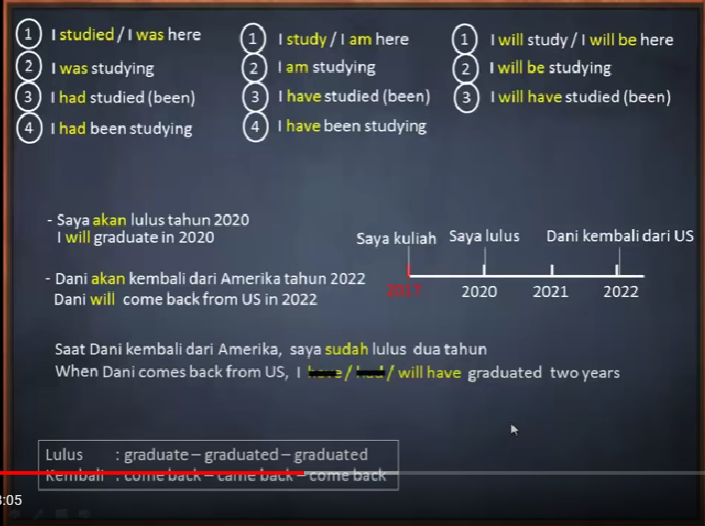 1 I studied / I was here
2 I was studying
3 I had studied (been)
4 I had been studying
1 I study / I am here
2 I am studying
3 I have studied (been)
4 I have been studying
1 I will study / I will be here
2 I will be studying
3 I will have studied (been)
- Saya akan lulus tahun 2020
I will graduate in 2020
- Dani akan kembali dari Amerika tahun 2022
Dani will come back from US in 2022
Saya kuliah Saya lulus Dani kembali dari US
2017 2020 2021 2022
Saat Dani kembali dari Amerika, saya sudah lulus dua tahun
When Dani comes back from US, I have / had / will have graduated two years
Lulus : graduate – graduated – graduated
Kembali : come back – came back – come back
3:05